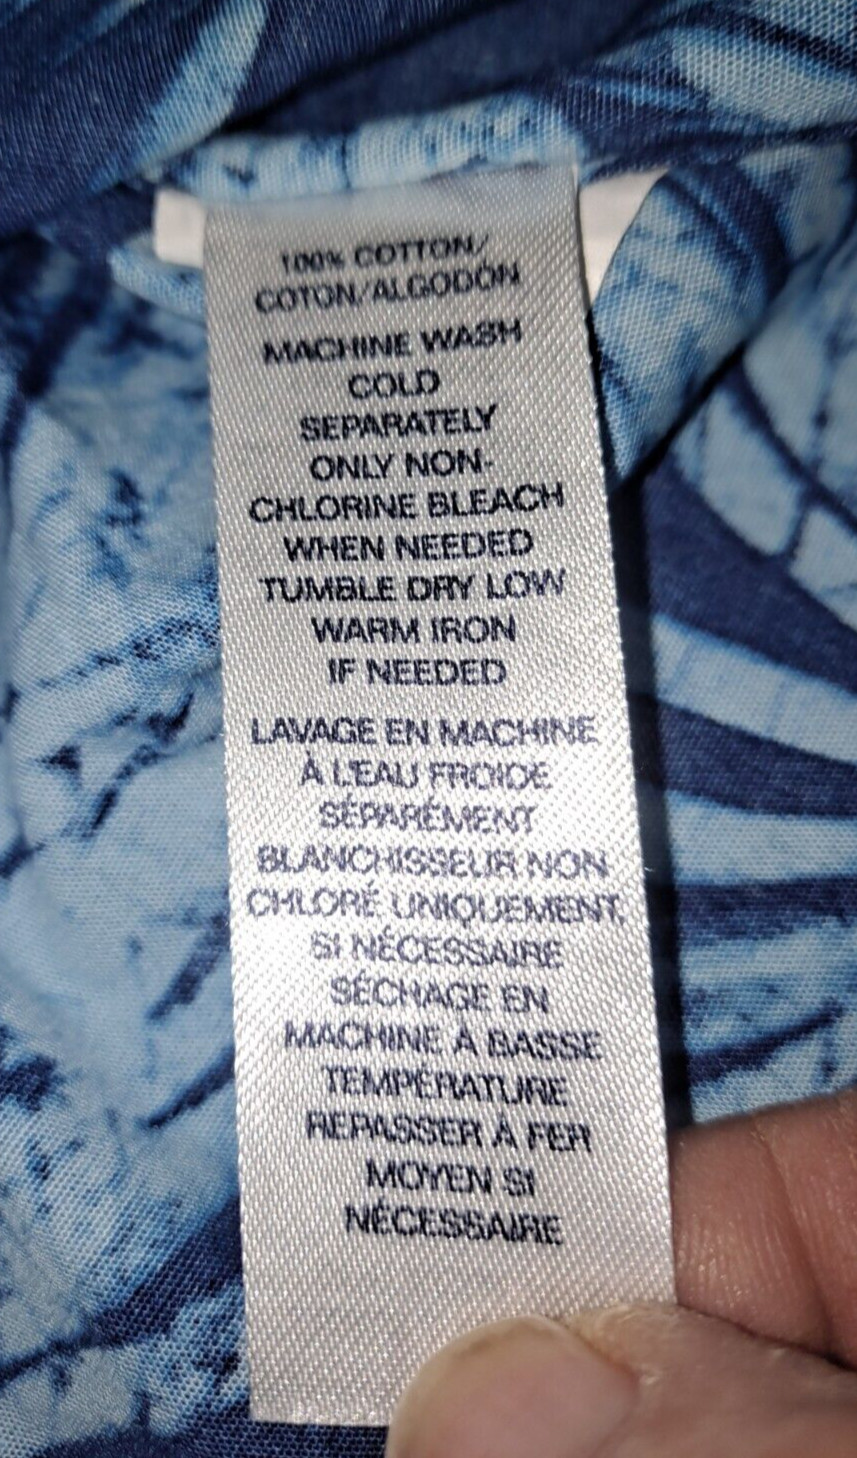 100% COTTON/
COTON/ALGODÓN
MACHINE WASH
COLD
SEPARATELY
ONLY NON-
CHLORINE BLEACH
WHEN NEEDED
TUMBLE DRY LOW
WARM IRON
IF NEEDED
LAVAGE EN MACHINE
À L'EAU FROIDE
SÉPARÉMENT
BLANCHISSEUR NON
CHLORÉ UNIQUEMENT,
SI NÉCESSAIRE
SÉCHAGE EN
MACHINE À BASSE
TEMPÉRATURE
REPASSER À FER
MOYEN SI
NÉCESSAIRE